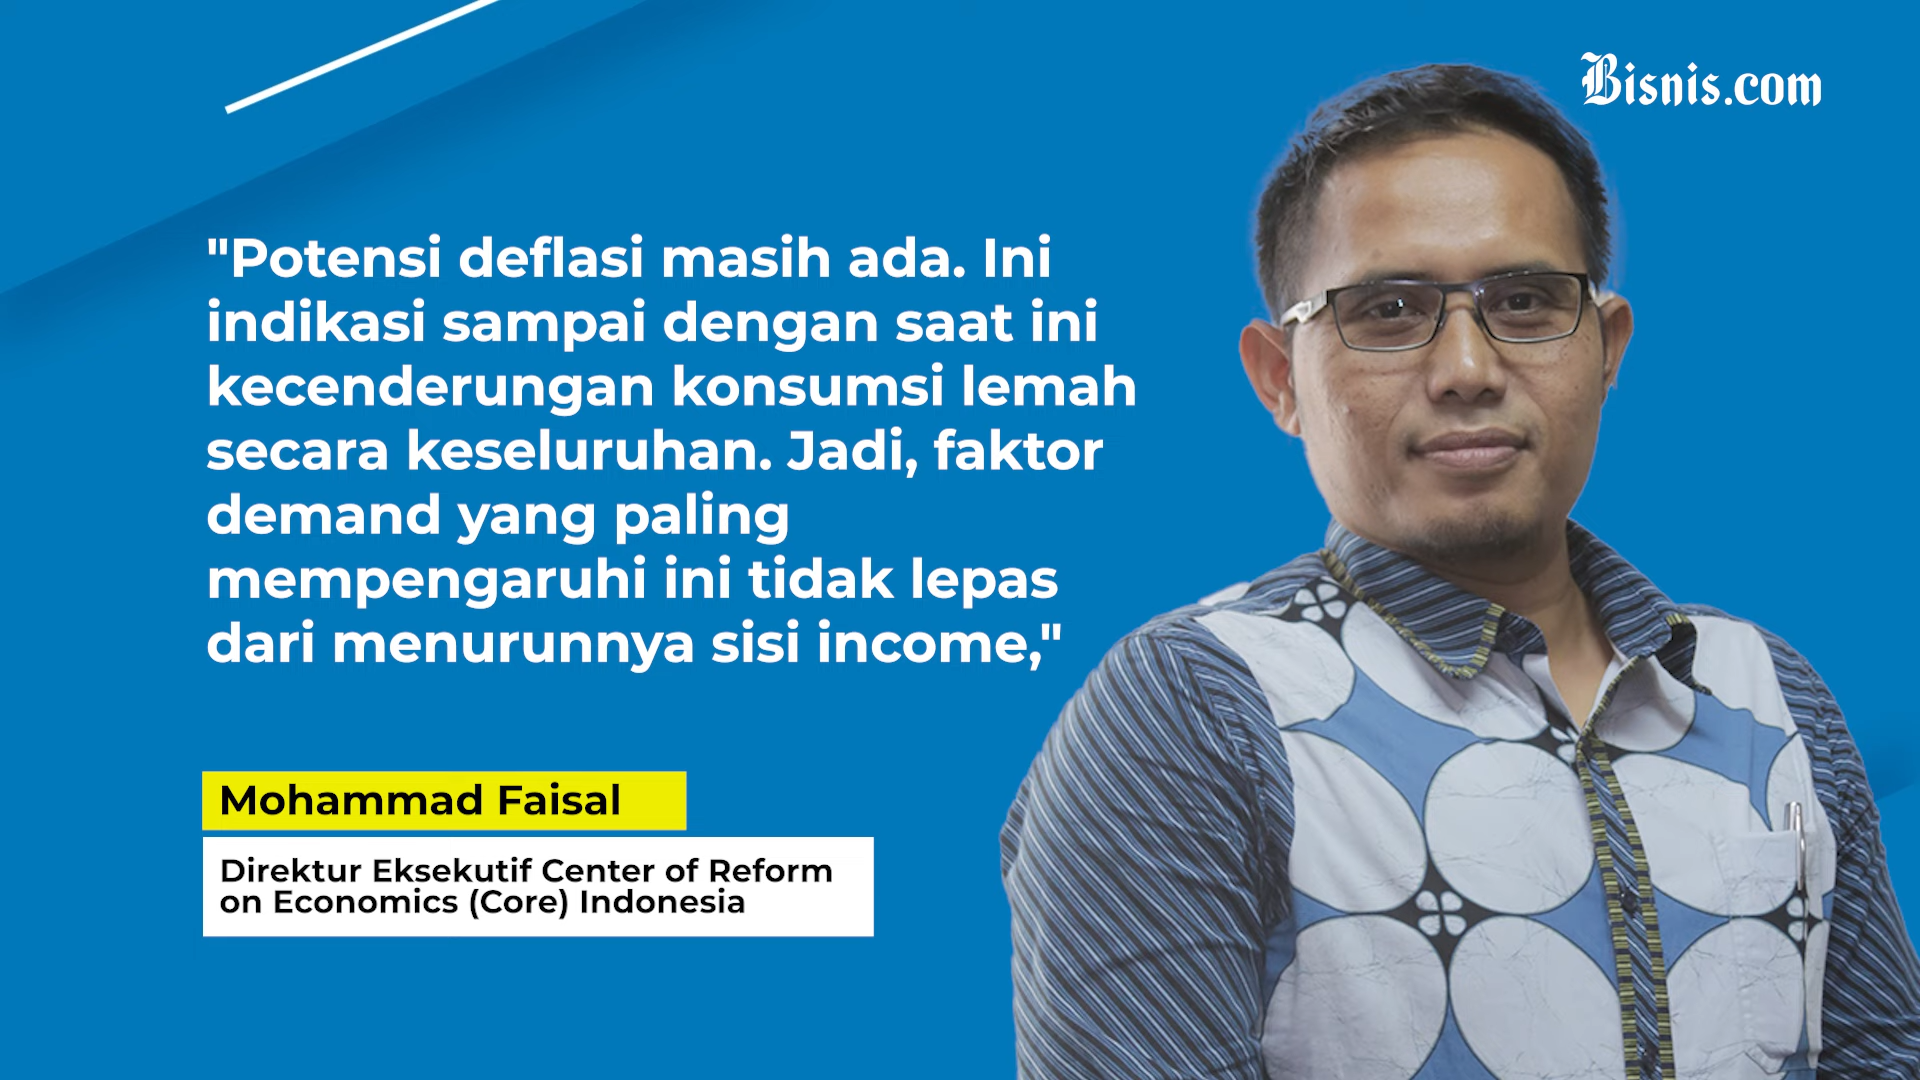 Bisnis.com
"Potensi deflasi masih ada. Ini
indikasi sampai dengan saat ini
kecenderungan konsumsi lemah
secara keseluruhan. Jadi, faktor
demand yang paling
mempengaruhi ini tidak lepas
dari menurunnya sisi income,"
Mohammad Faisal
Direktur Eksekutif Center of Reform
on Economics (Core) Indonesia